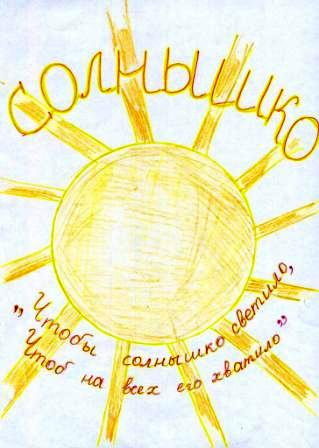 СОЛНЫШКО
„Чтобы солнышко светило,
Чтоб на всех его хватило”